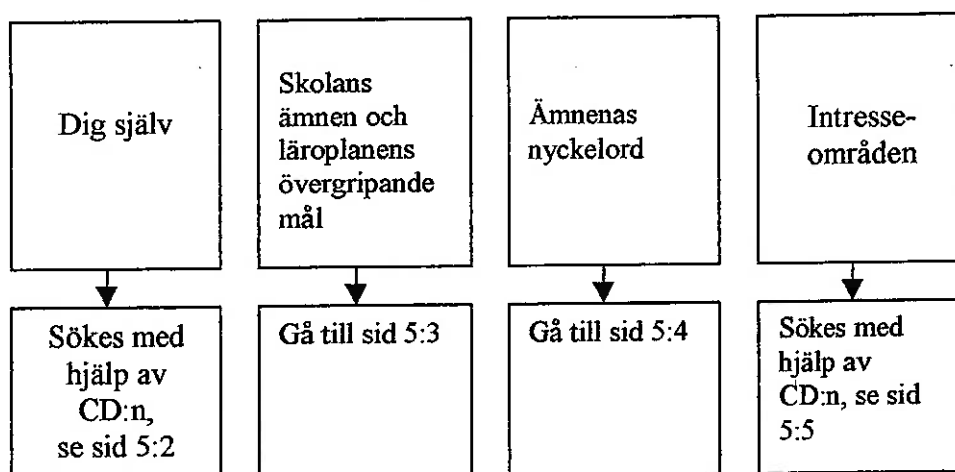 Dig själv
Skolans
ämnen och
läroplanens
övergripande
mål
Ämnenas
nyckelord
Intresse-
områden
Sökes med
hjälp av
CD:n,
se sid 5:2
Gå till sid 5:3
Gå till sid 5:4
Sökes med
hjälp av
CD:n, se sid
5:5